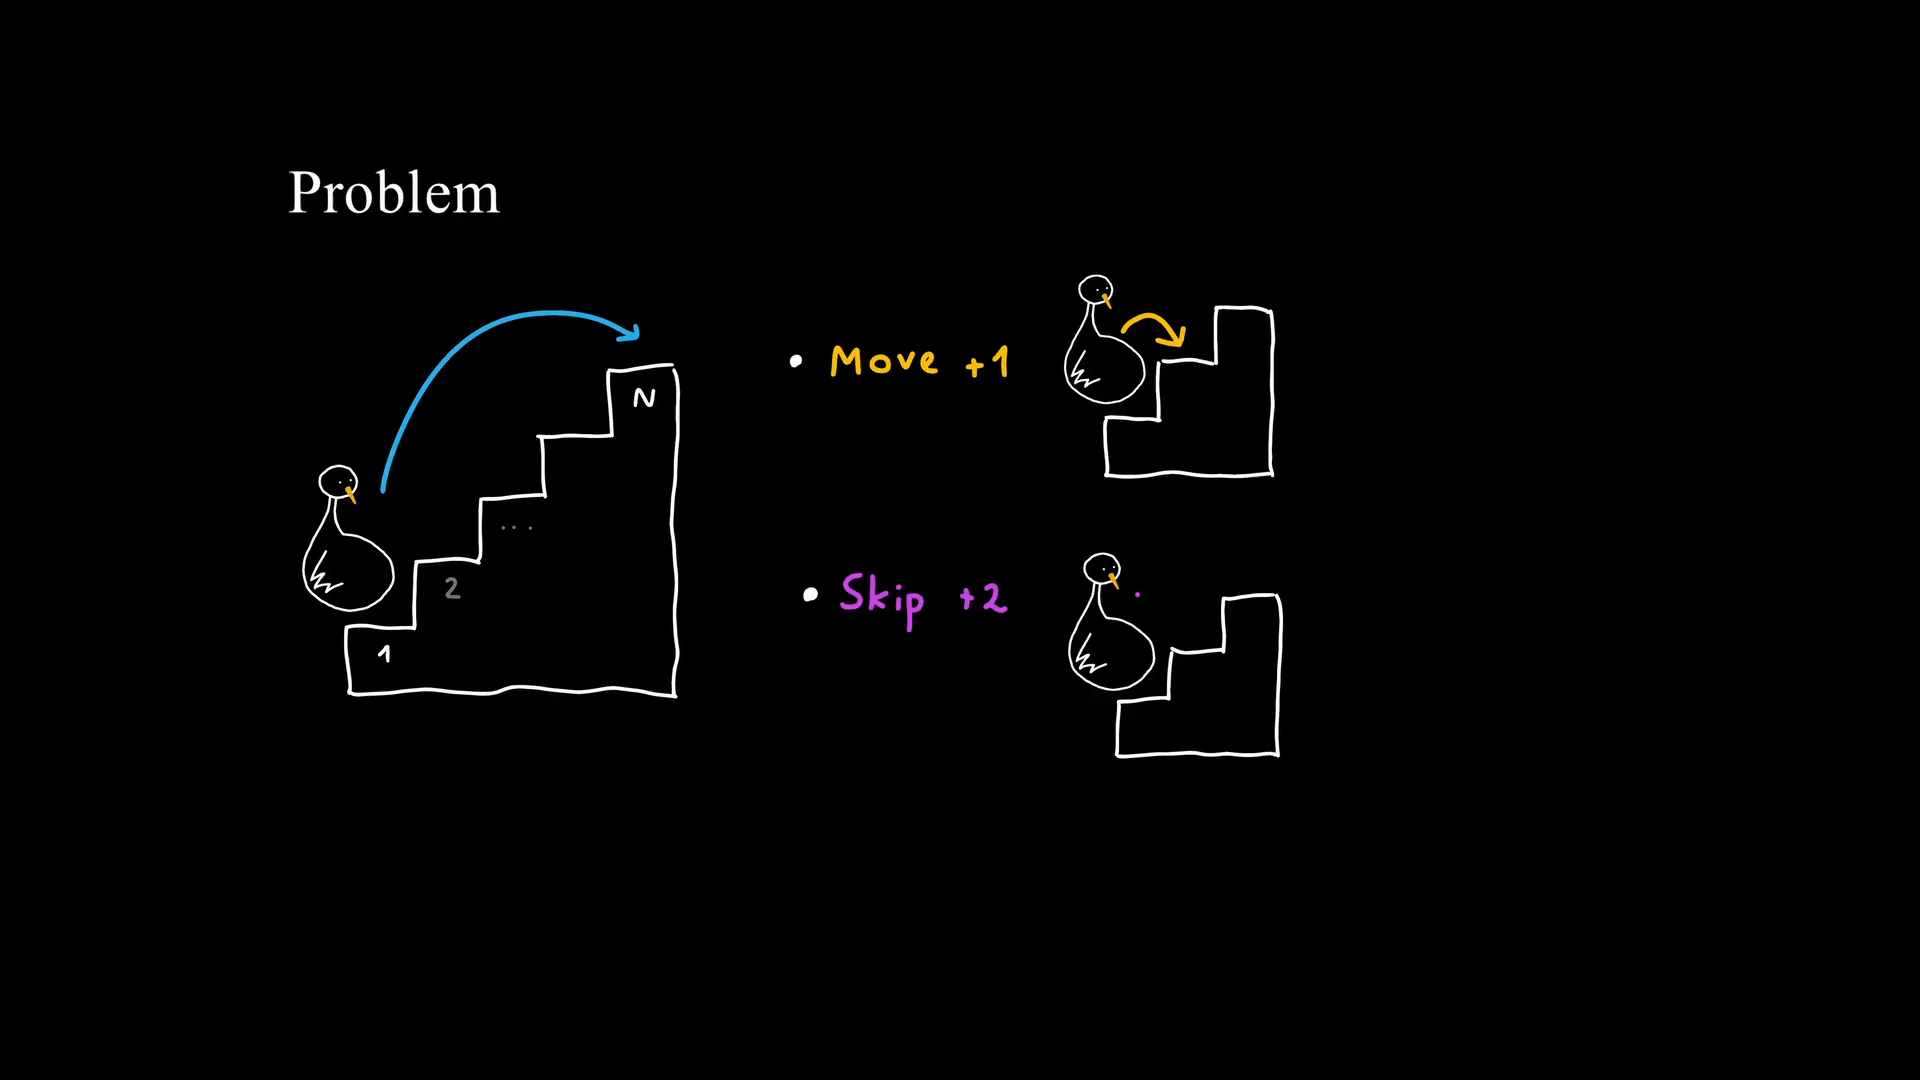 Problem
N
...
2
1
• Move +1
• Skip +2